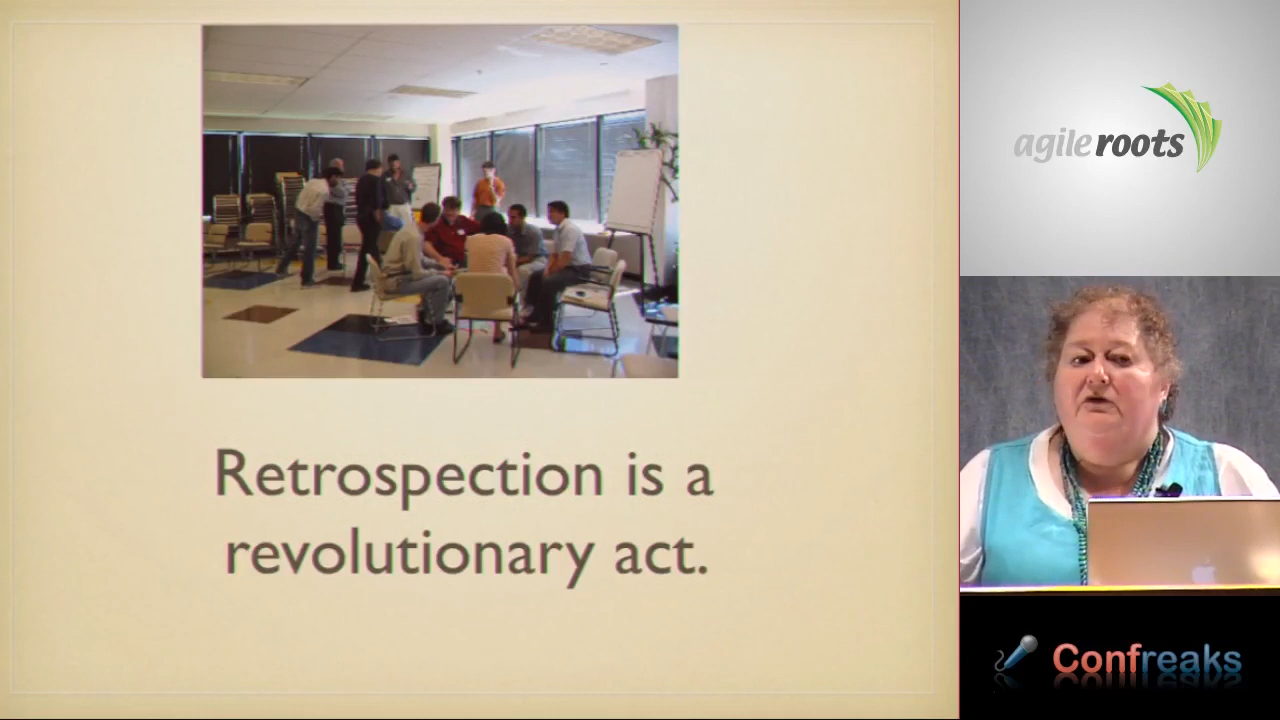 Retrospection is a
revolutionary act.
agile roots
Confreaks